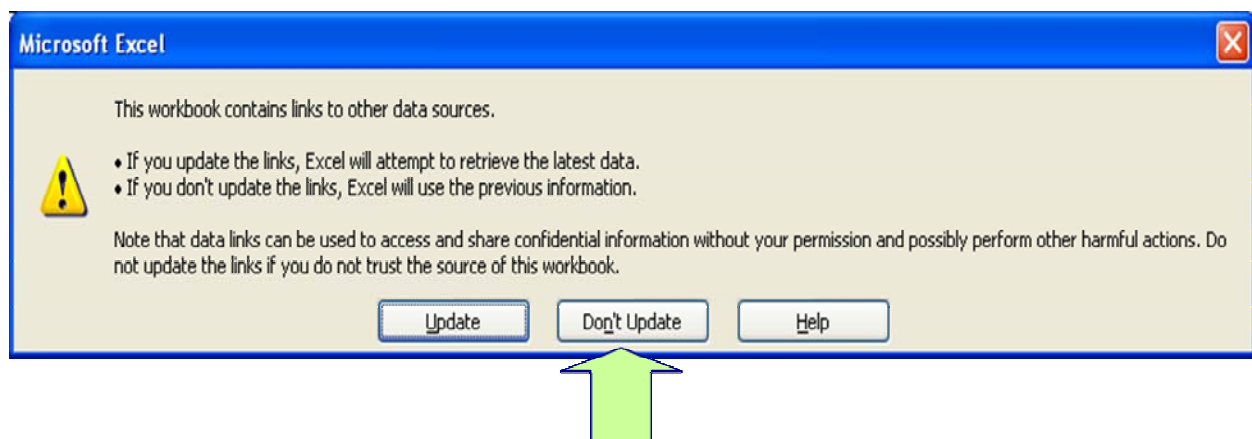 Microsoft Excel
This workbook contains links to other data sources.
• If you update the links, Excel will attempt to retrieve the latest data.
• If you don't update the links, Excel will use the previous information.
Note that data links can be used to access and share confidential information without your permission and possibly perform other harmful actions. Do
not update the links if you do not trust the source of this workbook.
Update Don't Update Help